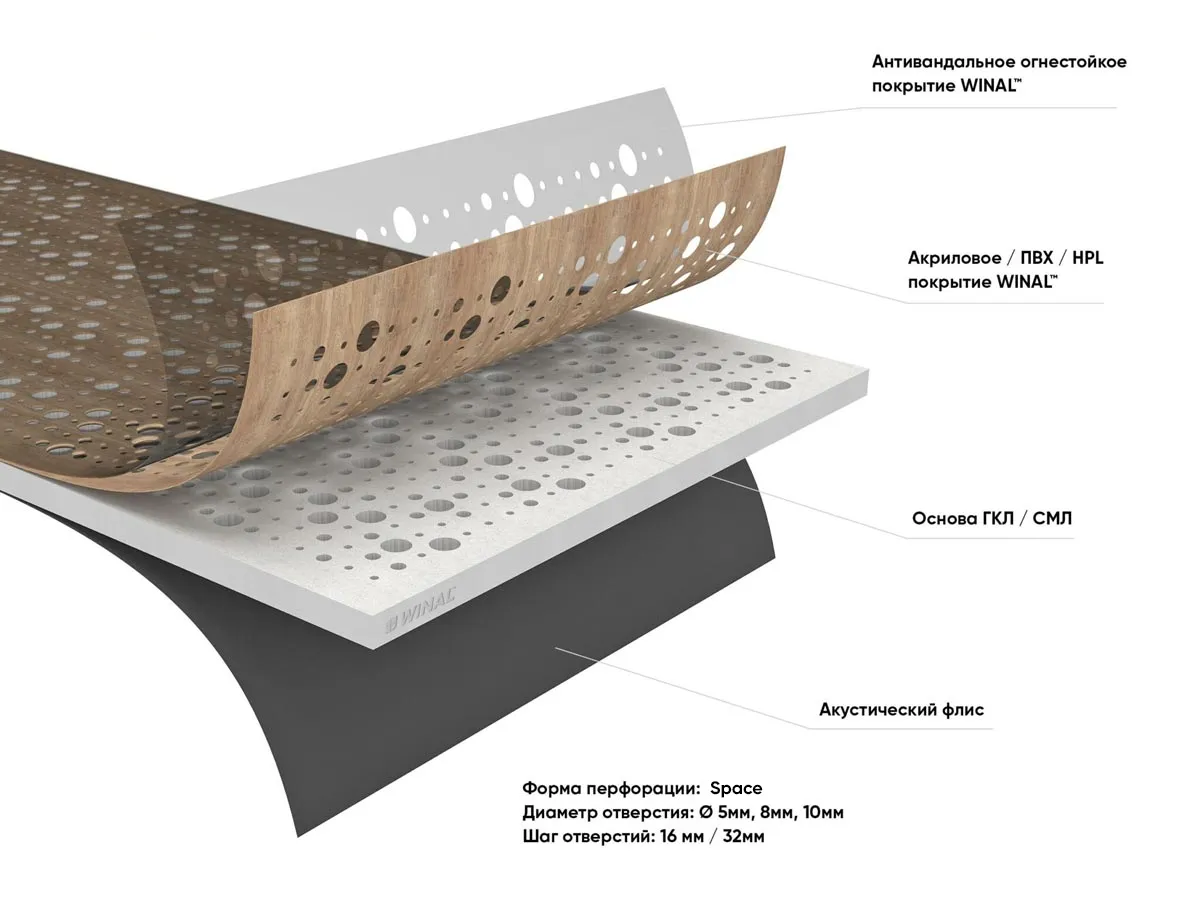 Антивандальное огнестойкое
покрытие WINAL™
Акриловое / ПВХ / HPL
покрытие WINAL™
Основа ГКЛ / СМЛ
WINAL
Акустический флис
Форма перфорации: Space
Диаметр отверстия: Ø 5мм, 8мм, 10мм
Шаг отверстий: 16 мм / 32мм